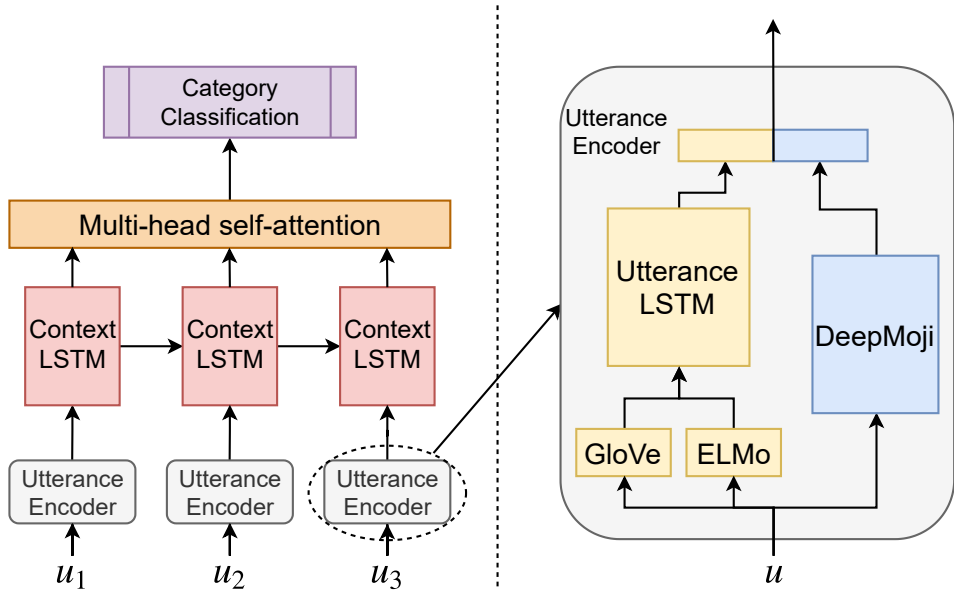 Category
Classification
Multi-head self-attention
Context
LSTM
Context
LSTM
Context
LSTM
Utterance
Encoder
Utterance
Encoder
Utterance
Encoder
u1
u2
u3
Utterance
Encoder
Utterance
LSTM
DeepMoji
GloVe
ELMo
u